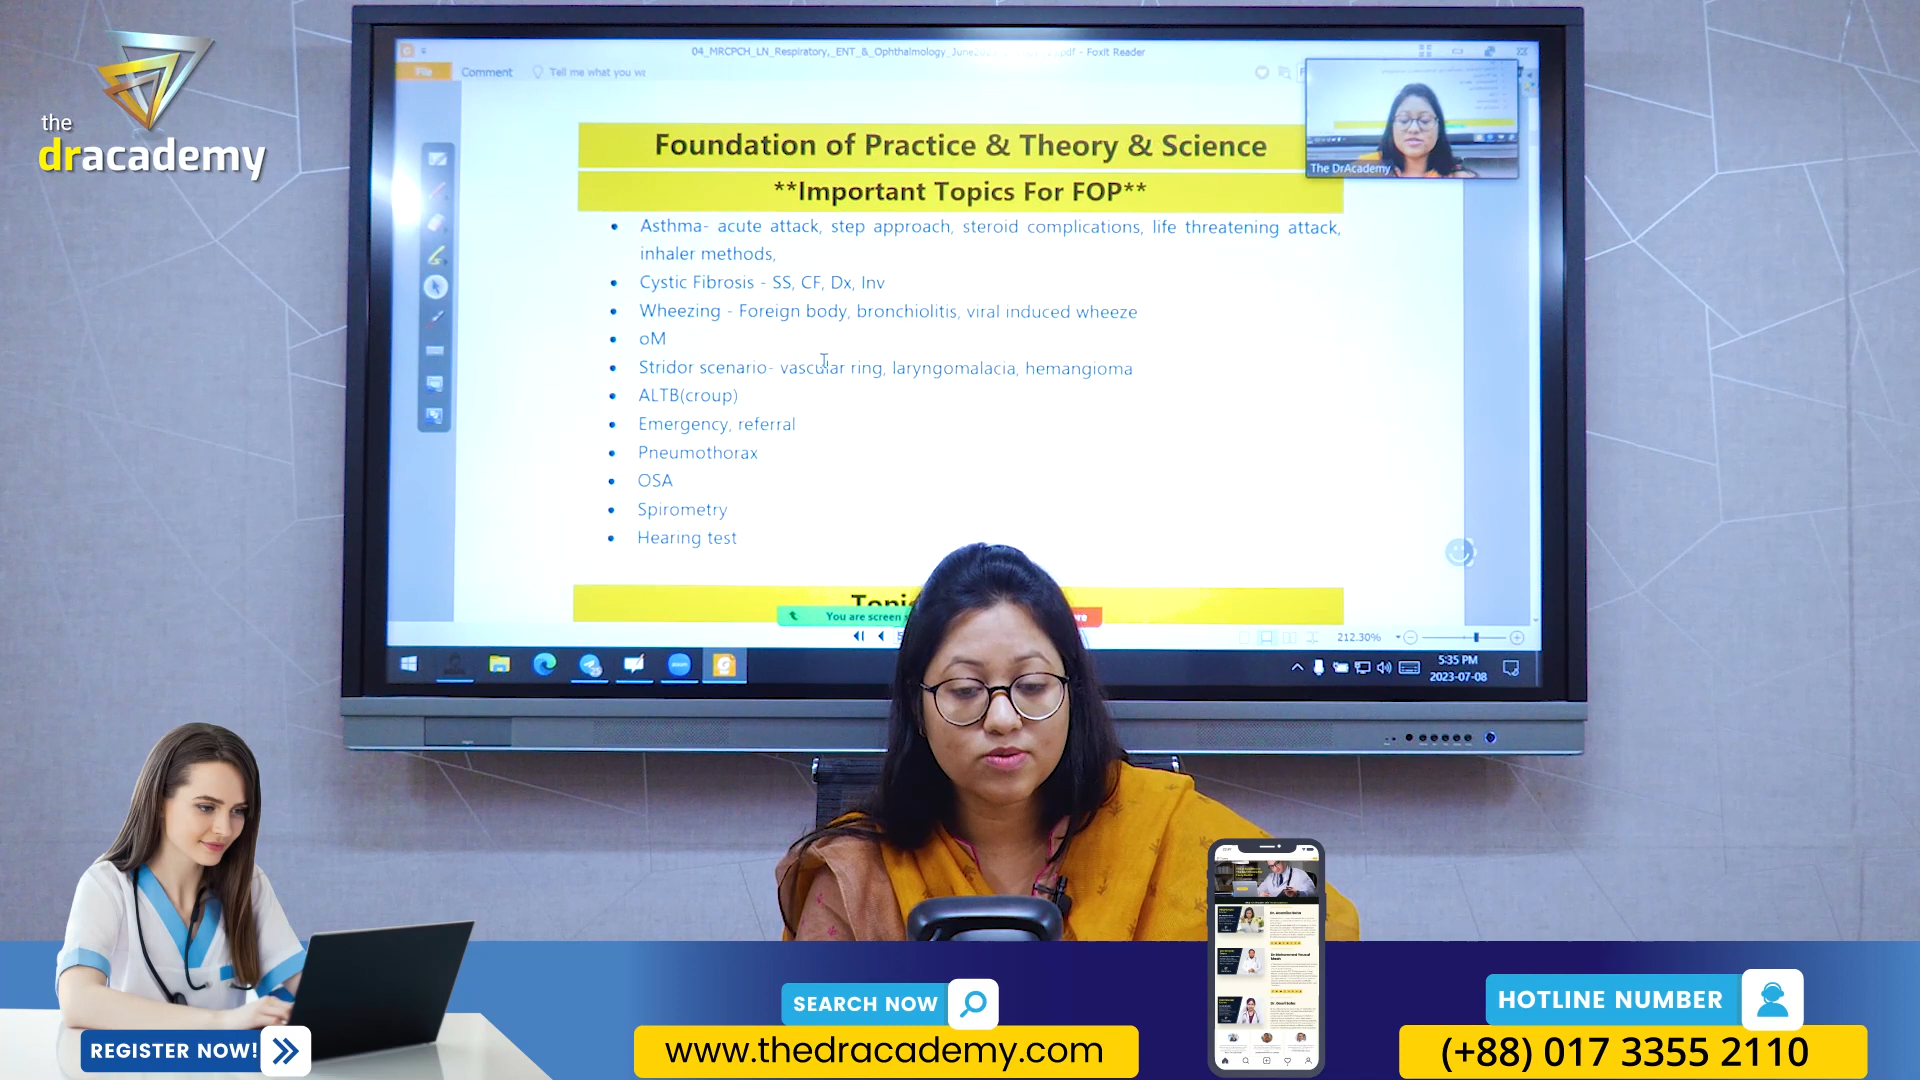 the
dracademy
04_MRCPCH_LN_Respiratory,_ENT_&_Ophthalmology_June20 pdf - Foxit Reader
File Comment Tell me what you wi
The DrAcademy
Foundation of Practice & Theory & Science
**Important Topics For FOP**
• Asthma- acute attack, step approach, steroid complications, life threatening attack,
inhaler methods,
• Cystic Fibrosis - SS, CF, Dx, Inv
• Wheezing - Foreign body, bronchiolitis, viral induced wheeze
• oM
• Stridor scenario- vascular ring, laryngomalacia, hemangioma
• ALTB(croup)
• Emergency, referral
• Pneumothorax
• OSA
• Spirometry
• Hearing test
You are screen
212.30%
5:35 PM
2023-07-08
REGISTER NOW!
SEARCH NOW
www.thedracademy.com
HOTLINE NUMBER
(+88) 017 3355 2110